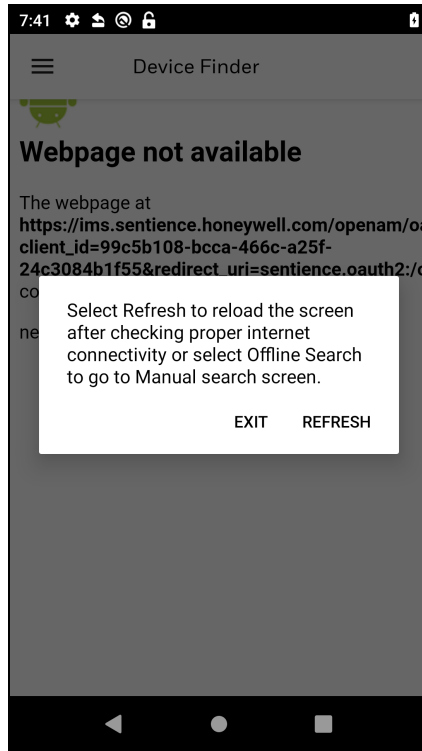 7:41
Device Finder
Webpage not available
The webpage at
https://ims.sentience.honeywell.com/openam/oa
client_id=99c5b108-bcca-466c-a25f-
24c3084b1f55&redirect_uri=sentience.oauth2:/
co
ne
Select Refresh to reload the screen
after checking proper internet
connectivity or select Offline Search
to go to Manual search screen.
EXIT REFRESH